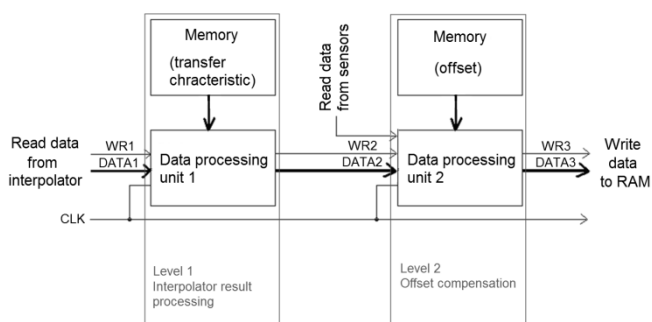 Memory
(transfer
chracteristic)
Read data
from sensors
Memory
(offset)
Read data
from
interpolator
WR1
DATA1
Data processing
unit 1
WR2
DATA2
Data processing
unit 2
WR3
DATA3
Write
data
to RAM
CLK
Level 1
Interpolator result
processing
Level 2
Offset compensation